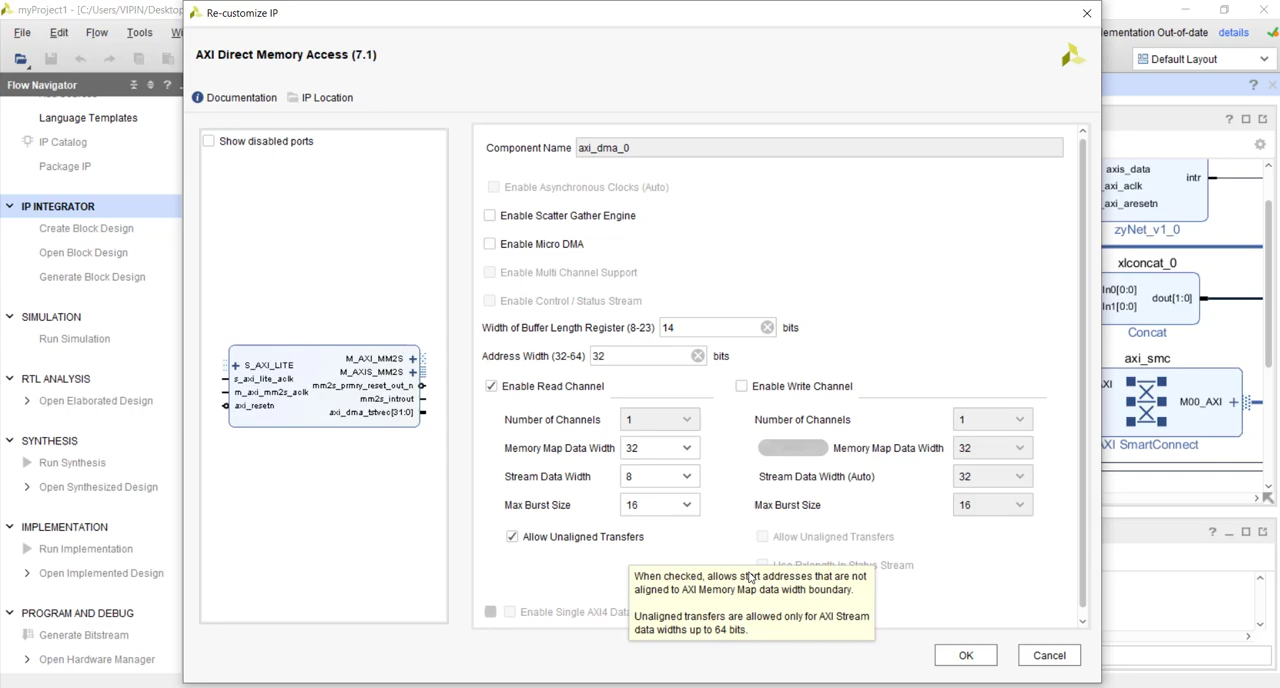 myProject1 - [C:/Users/VIPIN/Desktop
Re-customize IP
File Edit Flow Tools
AXI Direct Memory Access (7.1)
ementation Out-of-date details
Default Layout
Flow Navigator
?
?
Documentation IP Location
Language Templates
IP Catalog
Package IP
IP INTEGRATOR
Create Block Design
Open Block Design
Generate Block Design
SIMULATION
Run Simulation
RTL ANALYSIS
Open Elaborated Design
SYNTHESIS
Run Synthesis
Open Synthesized Design
IMPLEMENTATION
Run Implementation
Open Implemented Design
PROGRAM AND DEBUG
Generate Bitstream
Open Hardware Manager
Show disabled ports
S_AXI_LITE
s_axi_lite_aclk
m_axi_mm2s_aclk
axi_resetn
M_AXI_MM2S
M_AXIS_MM2S
mm2s_prmry_reset_out_n
mm2s_introut
axi_dma_tstvec[31:0]
Component Name axi_dma_0
Enable Asynchronous Clocks (Auto)
Enable Scatter Gather Engine
Enable Micro DMA
Enable Multi Channel Support
Enable Control / Status Stream
Width of Buffer Length Register (8-23) 14 bits
Address Width (32-64) 32 bits
Enable Read Channel Enable Write Channel
Number of Channels 1 Number of Channels 1
Memory Map Data Width 32 Memory Map Data Width 32
Stream Data Width 8 Stream Data Width (Auto) 32
Max Burst Size 16 Max Burst Size 16
Allow Unaligned Transfers Allow Unaligned Transfers
Status Stream
When checked, allows start addresses that are not
aligned to AXI Memory Map data width boundary.
Unaligned transfers are allowed only for AXI Stream
data widths up to 64 bits.
Enable Single AXI4 Data
OK Cancel
?
axis_data
intr
_axi_aclk
_axi_aresetn
zyNet_v1_0
xlconcat_0
In0[0:0]
In1[0:0]
dout[1:0]
Concat
axi_smc
M00_AXI
AXI SmartConnect
?